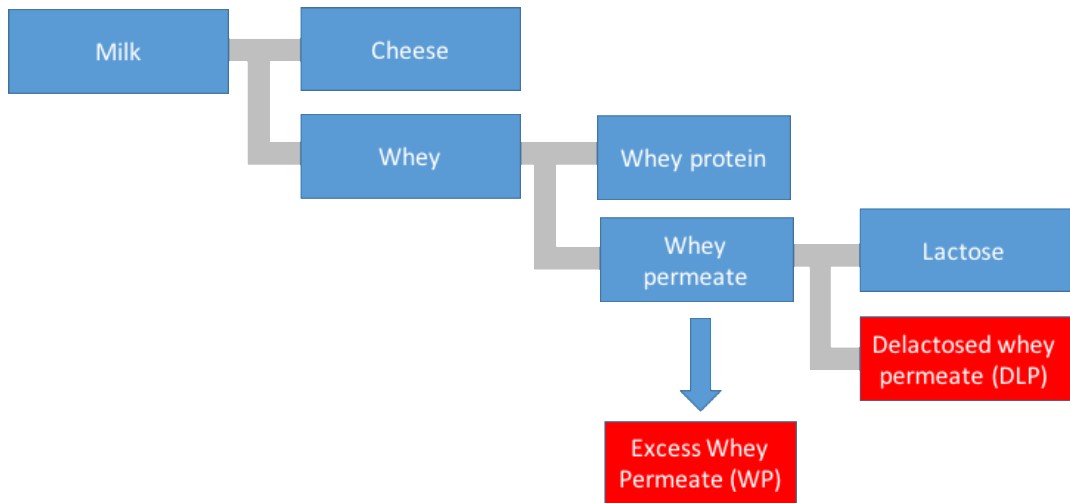 Milk
Cheese
Whey
Whey protein
Whey
permeate
Lactose
Delactosed whey
permeate (DLP)
Excess Whey
Permeate (WP)